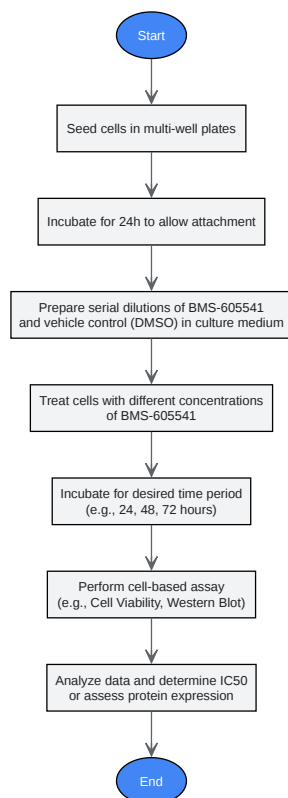 Start
Seed cells in multi-well plates
Incubate for 24h to allow attachment
Prepare serial dilutions of BMS-605541
and vehicle control (DMSO) in culture medium
Treat cells with different concentrations
of BMS-605541
Incubate for desired time period
(e.g., 24, 48, 72 hours)
Perform cell-based assay
(e.g., Cell Viability, Western Blot)
Analyze data and determine IC50
or assess protein expression
End